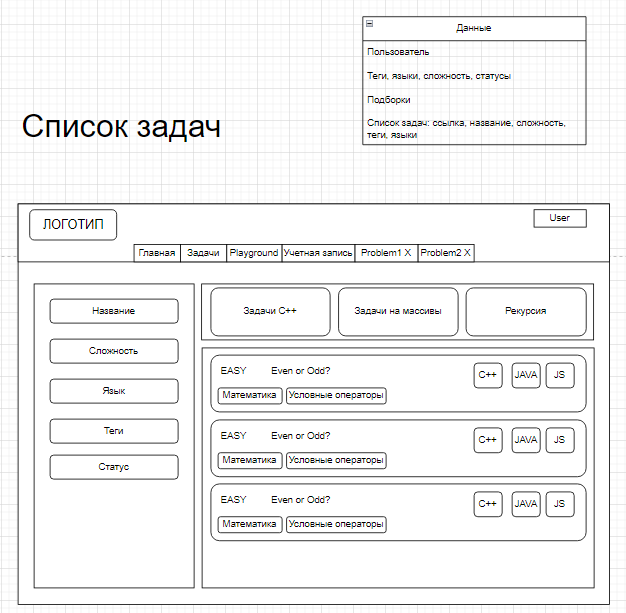 Данные
Пользователь
Теги, языки, сложность, статусы
Подборки
Список задач: ссылка, название, сложность,
теги, языки
Список задач
ЛОГОТИП
User
Главная Задачи Playground Учетная запись Problem1 X Problem2 X
Название
Сложность
Язык
Теги
Статус
Задачи C++ Задачи на массивы Рекурсия
EASY Even or Odd? C++ JAVA JS
Математика Условные операторы
EASY Even or Odd? C++ JAVA JS
Математика Условные операторы
EASY Even or Odd? C++ JAVA JS
Математика Условные операторы